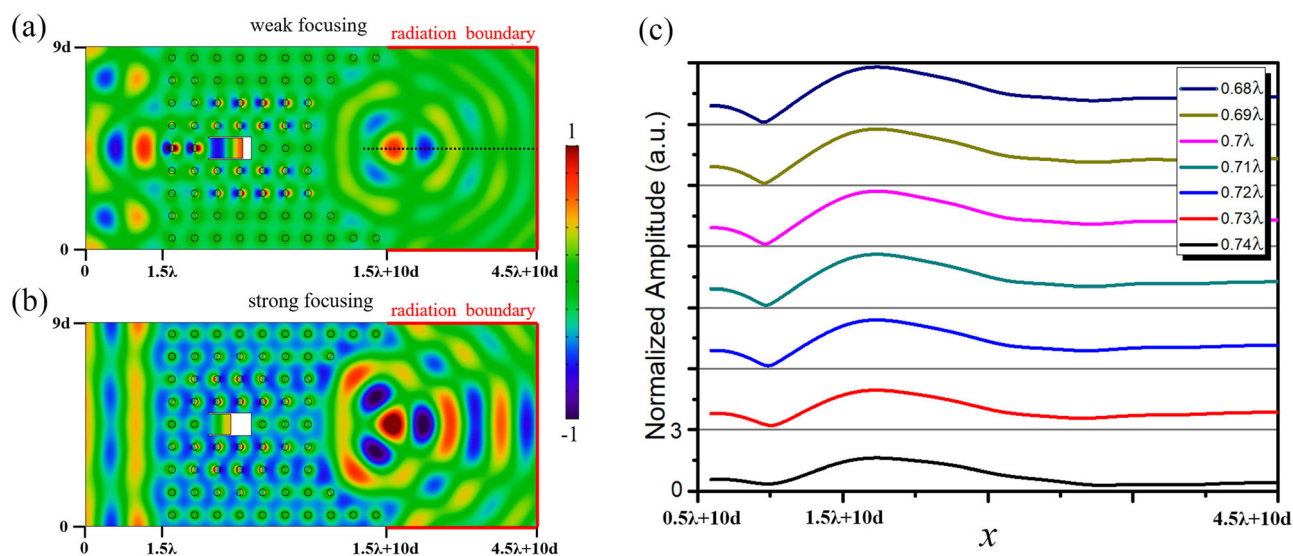 (a)
weak focusing
radiation boundary
9d
0
0
1.5λ
1.5λ+10d
4.5λ+10d
(b)
strong focusing
radiation boundary
9d
0
0
1.5λ
1.5λ+10d
4.5λ+10d
1
-1
(c)
Normalized Amplitude (a.u.)
3
0
0.68λ
0.69λ
0.7λ
0.71λ
0.72λ
0.73λ
0.74λ
0.5λ+10d
1.5λ+10d
4.5λ+10d
x